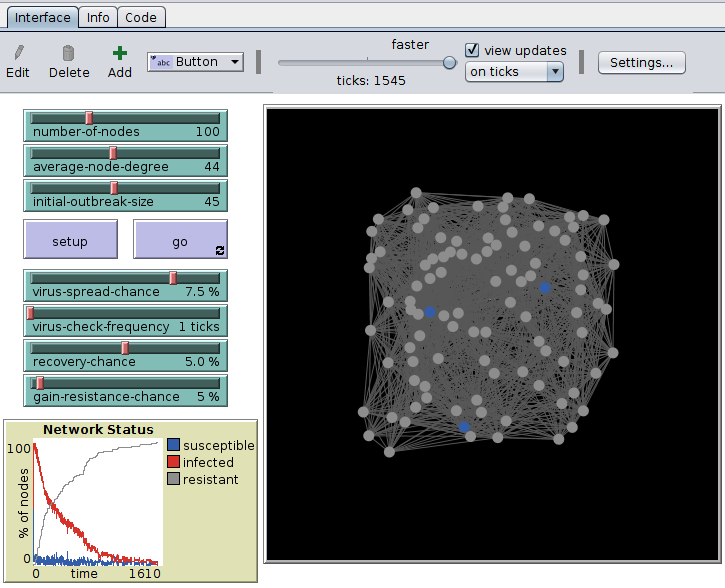 Interface Info Code
Edit Delete Add
abc Button
faster
ticks: 1545
view updates
on ticks
Settings...
number-of-nodes 100
average-node-degree 44
initial-outbreak-size 45
setup go
virus-spread-chance 7.5 %
virus-check-frequency 1 ticks
recovery-chance 5.0 %
gain-resistance-chance 5 %
Network Status
100
% of nodes
0
0 time 1610
susceptible
infected
resistant